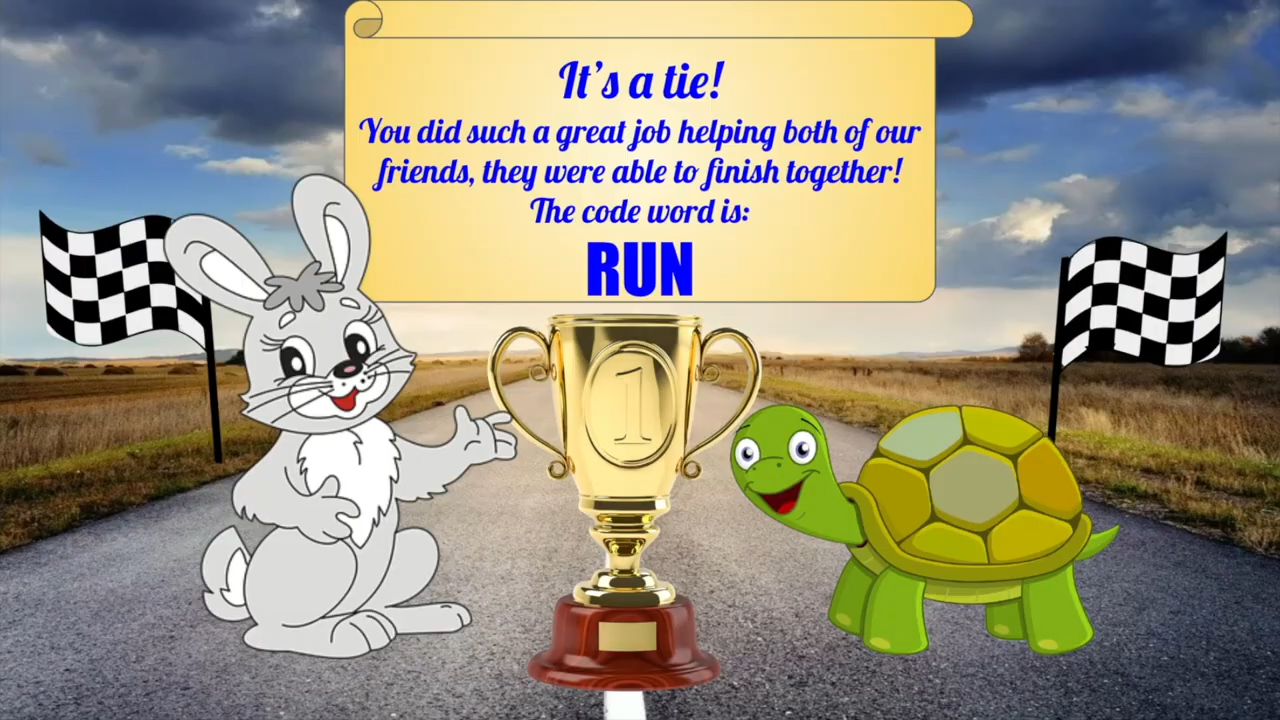 It's a tie!
You did such a great job helping both of our
friends, they were able to finish together!
The code word is:
RUN
1